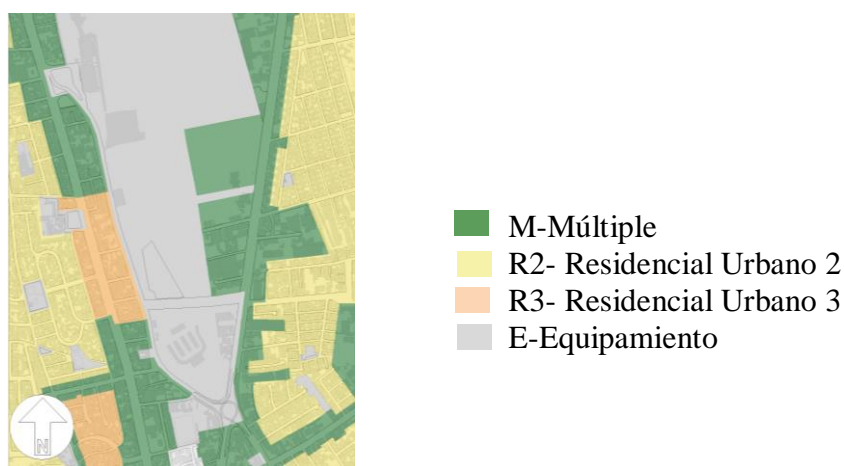 M-Múltiple
R2- Residencial Urbano 2
R3- Residencial Urbano 3
E-Equipamiento
N